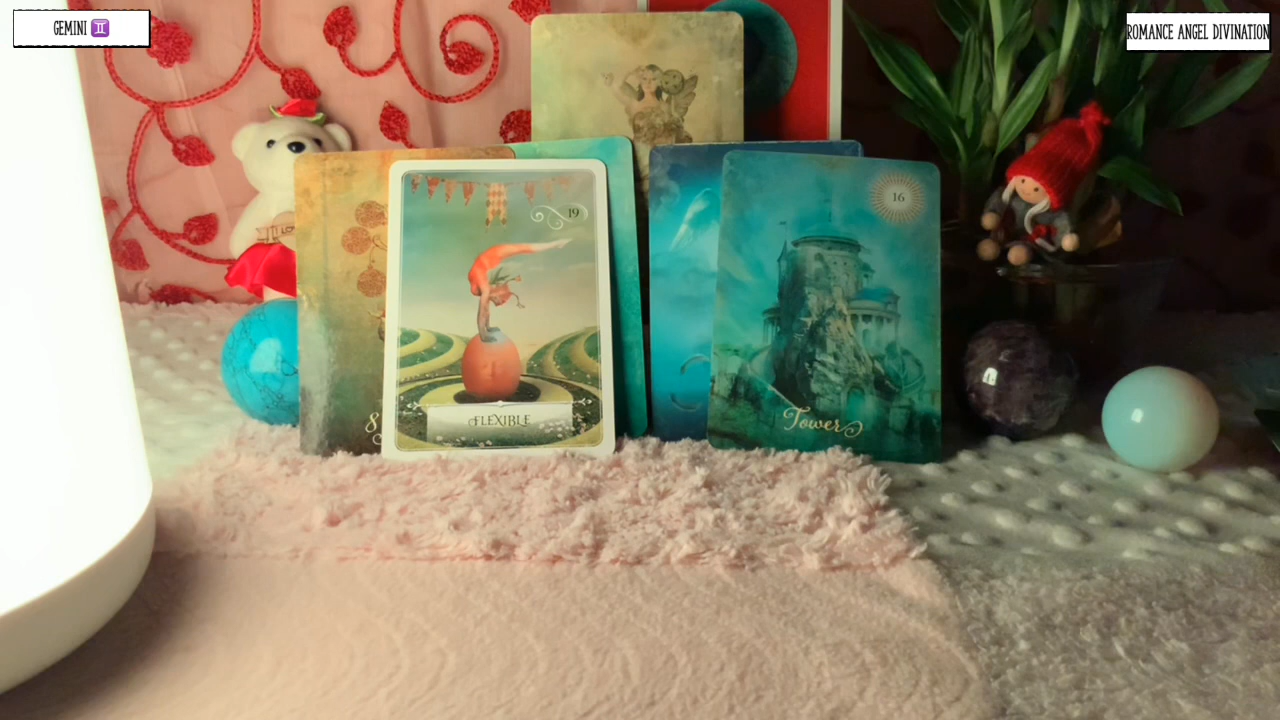 GEMINI ♊
ROMANCE ANGEL DIVINATION
19
16
8
FLEXIBLE
Tower